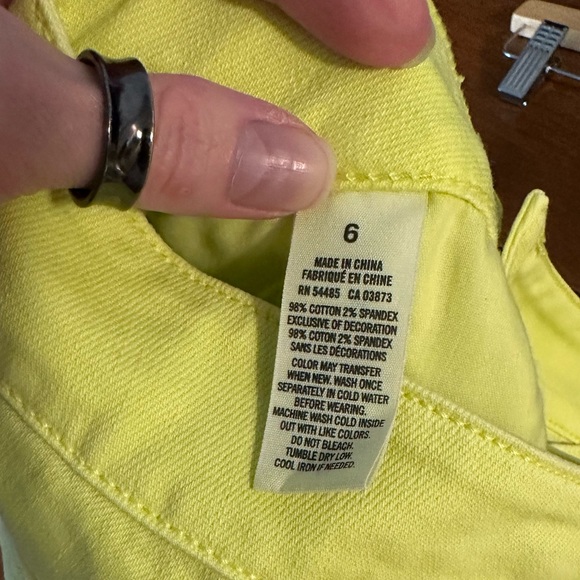 6
MADE IN CHINA
FABRIQUÉ EN CHINE
RN 54485 CA 03873
98% COTTON 2% SPANDEX
EXCLUSIVE OF DECORATION
98% COTON 2% SPANDEX
SANS LES DÉCORATIONS
COLOR MAY TRANSFER
WHEN NEW. WASH ONCE
SEPARATELY IN COLD WATER
BEFORE WEARING.
MACHINE WASH COLD INSIDE
OUT WITH LIKE COLORS.
DO NOT BLEACH.
TUMBLE DRY LOW.
COOL IRON IF NEEDED.